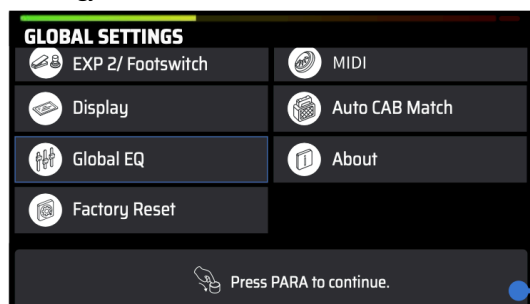 GLOBAL SETTINGS
EXP 2/ Footswitch
MIDI
Display
Auto CAB Match
Global EQ
About
Factory Reset
Press PARA to continue.